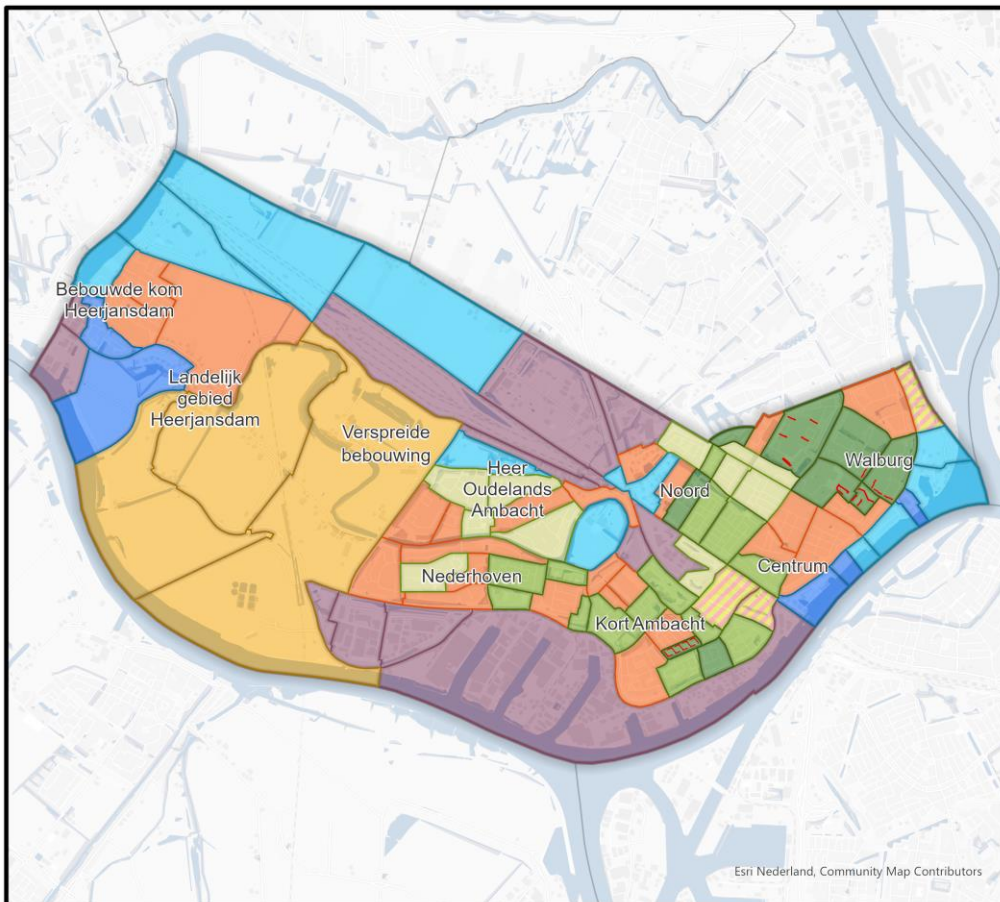 Bebouwde kom
Heerjansdam
Landelijk
gebied
Heerjansdam
Verspreide
bebouwing
Heer
Oudelands
Ambacht
Noord
Walburg
Nederhoven
Centrum
Kort Ambacht
Esri Nederland, Community Map Contributors